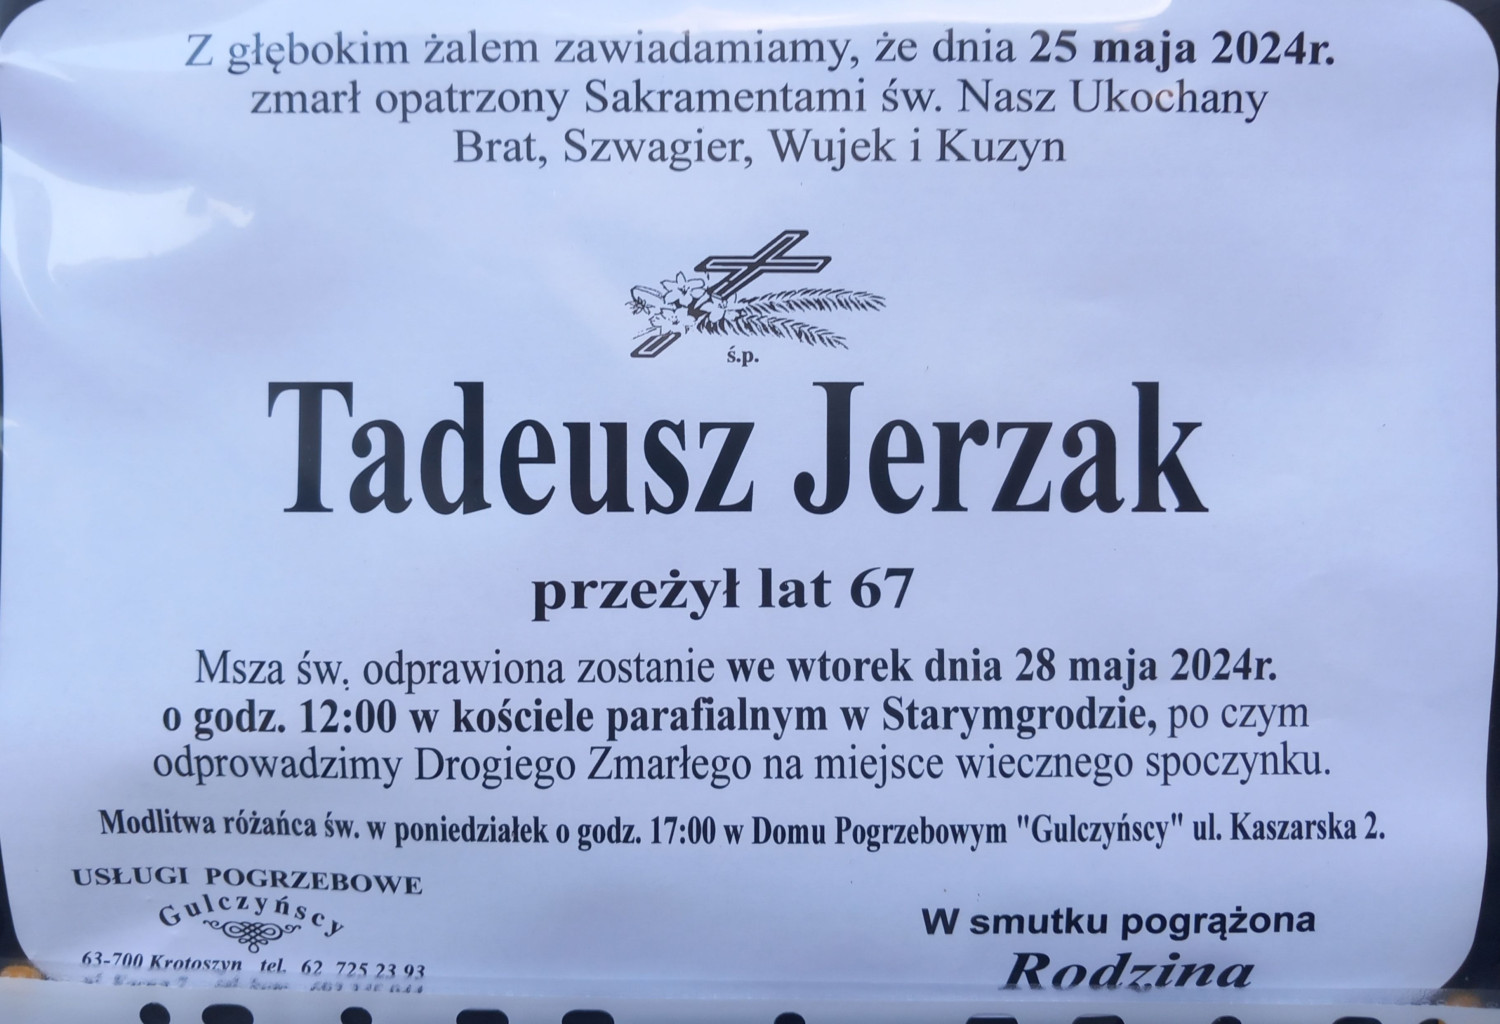 Z głębokim żalem zawiadamiamy, że dnia 25 maja 2024r.
zmarł opatrzony Sakramentami św. Nasz Ukochany
Brat, Szwagier, Wujek i Kuzyn
ś.p.
Tadeusz Jerzak
przeżył lat 67
Msza św. odprawiona zostanie we wtorek dnia 28 maja 2024r.
o godz. 12:00 w kościele parafialnym w Starymgrodzie, po czym
odprowadzimy Drogiego Zmarłego na miejsce wiecznego spoczynku.
Modlitwa różańca św. w poniedziałek o godz. 17:00 w Domu Pogrzebowym "Gulczyńscy" ul. Kaszarska 2.
USŁUGI POGRZEBOWE
Gulczyńscy
63-700 Krotoszyn tel. 62 725 23 93
W smutku pogrążona
Rodzina